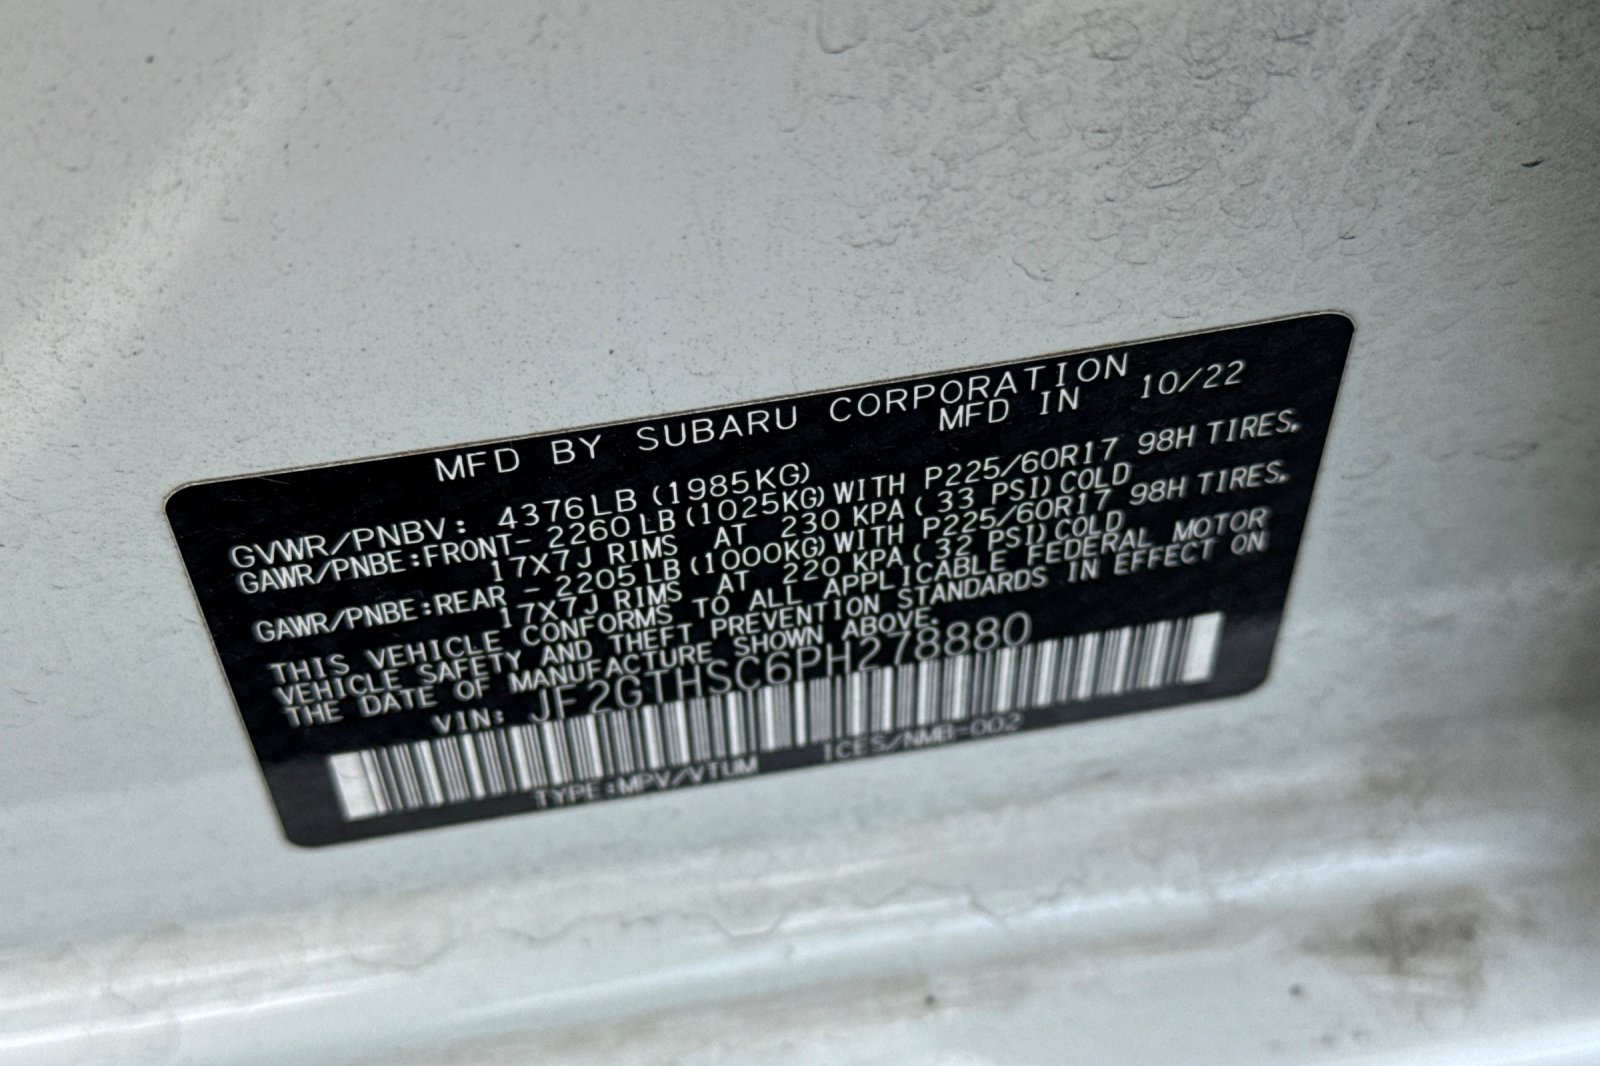 MFD BY SUBARU CORPORATION
MFD IN 10/22
GVWR/PNBV: 4376LB (1985KG)
GAWR/PNBE:FRONT- 2260LB(1025KG)WITH P225/60R17 98H TIRES,
17X7J RIMS AT 230 KPA( 33 PSI)COLD
GAWR/PNBE:REAR - 2205LB(1000KG)WITH P225/60R17 98H TIRES,
17X7J RIMS AT 220 KPA( 32 PSI)COLD
THIS VEHICLE CONFORMS TO ALL APPLICABLE FEDERAL MOTOR
VEHICLE SAFETY AND THEFT PREVENTION STANDARDS IN EFFECT ON
THE DATE OF MANUFACTURE SHOWN ABOVE.
VIN: JF2GTHSC6PH278880
TYPE:MPV/VTUM ICES/NMB-002